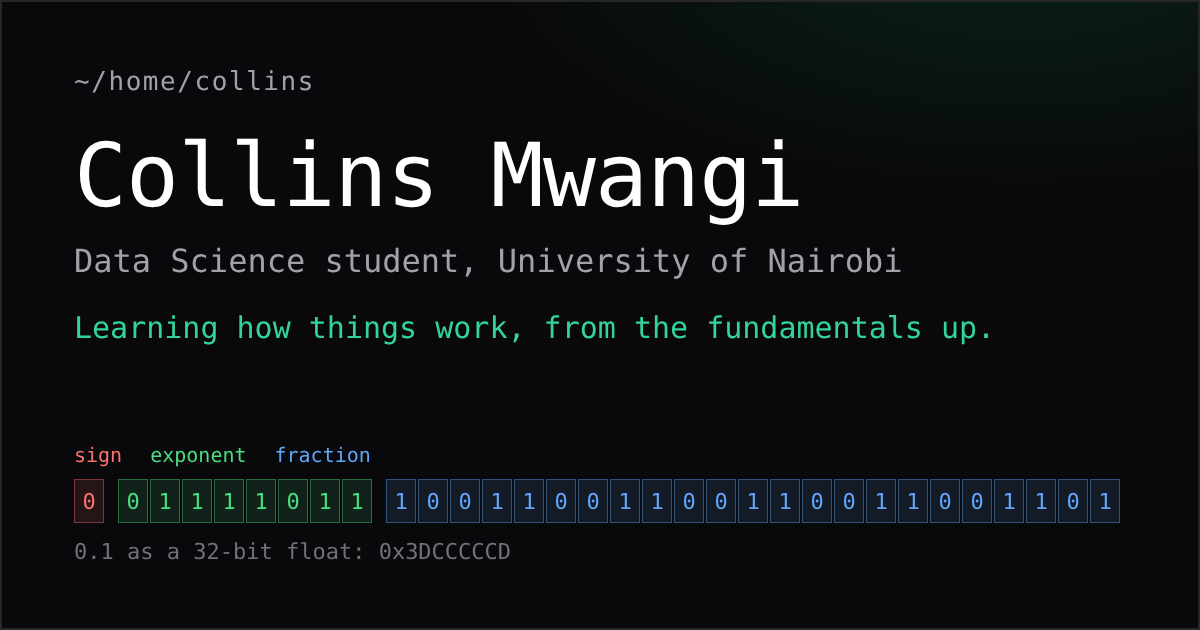 ~/home/collins
Collins Mwangi
Data Science student, University of Nairobi
Learning how things work, from the fundamentals up.
sign exponent fraction
0 0 1 1 1 1 0 1 1 1 0 0 1 1 0 0 1 1 0 0 1 1 0 0 1 1 0 0 1 1 0 1
0.1 as a 32-bit float: 0x3DCCCCCD